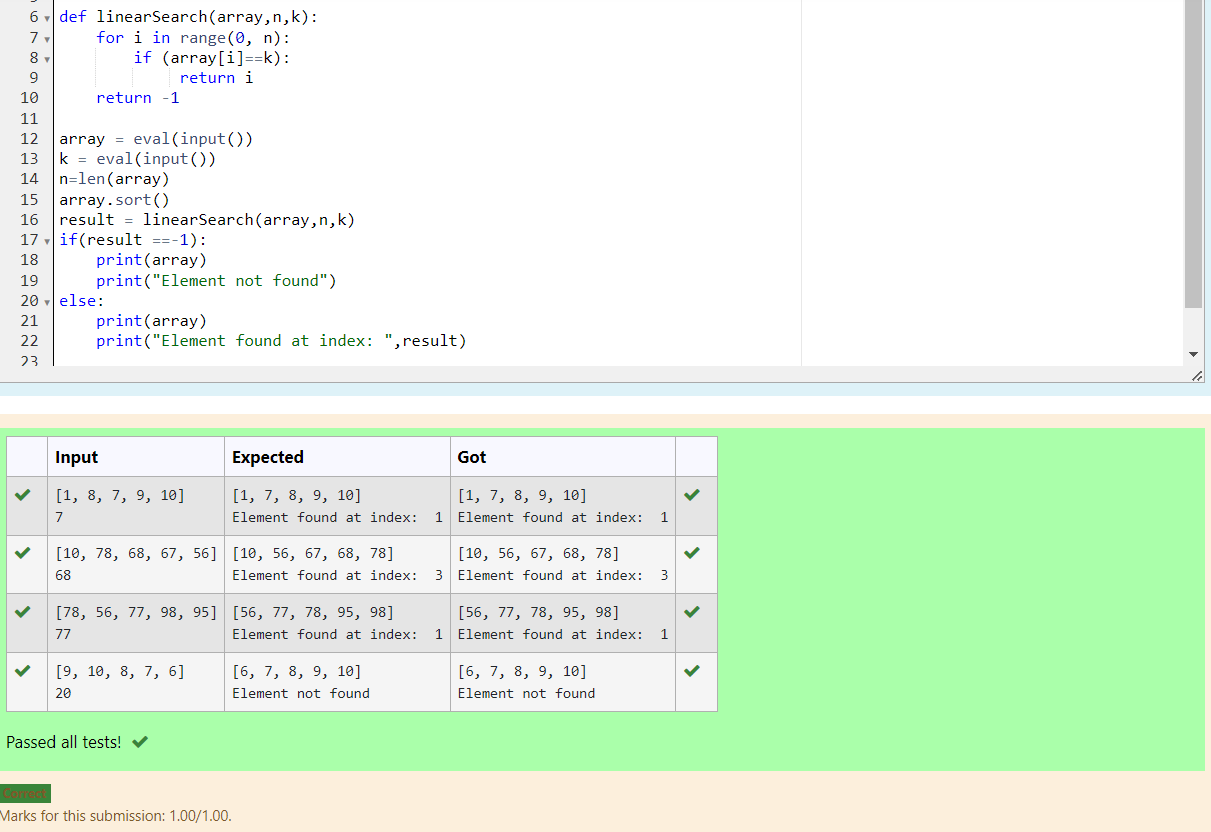 6 def linearSearch(array,n,k):
7 for i in range(0, n):
8 if (array[i]==k):
9 return i
10 return -1
11
12 array = eval(input())
13 k = eval(input())
14 n=len(array)
15 array.sort()
16 result = linearSearch(array,n,k)
17 if(result ==-1):
18 print(array)
19 print("Element not found")
20 else:
21 print(array)
22 print("Element found at index: ",result)
23
Input Expected Got
[1, 8, 7, 9, 10] [1, 7, 8, 9, 10] [1, 7, 8, 9, 10]
7 Element found at index:  1 Element found at index:  1
[10, 78, 68, 67, 56] [10, 56, 67, 68, 78] [10, 56, 67, 68, 78]
68 Element found at index:  3 Element found at index:  3
[78, 56, 77, 98, 95] [56, 77, 78, 95, 98] [56, 77, 78, 95, 98]
77 Element found at index:  1 Element found at index:  1
[9, 10, 8, 7, 6] [6, 7, 8, 9, 10] [6, 7, 8, 9, 10]
20 Element not found Element not found
Passed all tests!
Correct
Marks for this submission: 1.00/1.00.